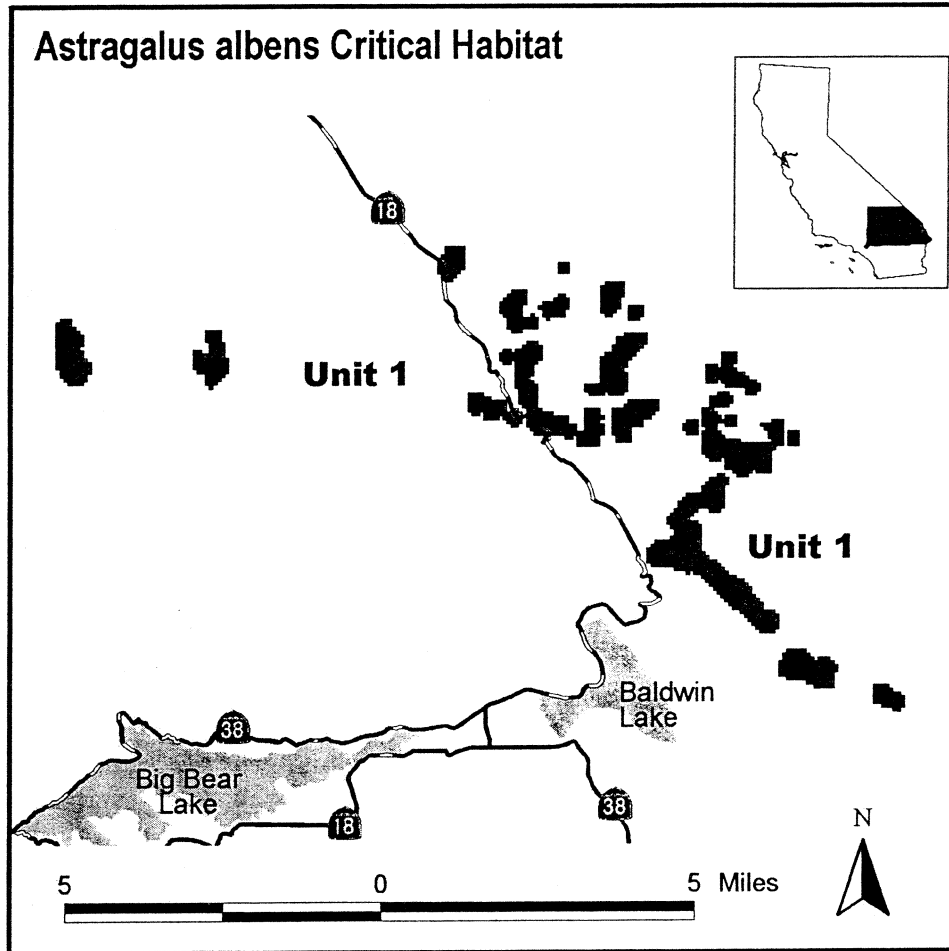 Astragalus albens Critical Habitat
18
Unit 1
Unit 1
Baldwin
Lake
38
Big Bear
Lake
18
38
N
5 0 5 Miles